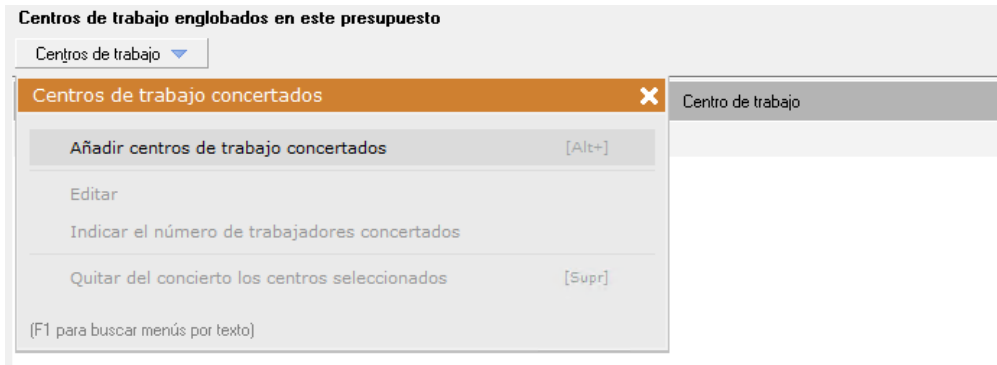 Centros de trabajo englobados en este presupuesto
Centros de trabajo
Centros de trabajo concertados
Centro de trabajo
Añadir centros de trabajo concertados [Alt+]
Editar
Indicar el número de trabajadores concertados
Quitar del concierto los centros seleccionados [Supr]
(F1 para buscar menús por texto)